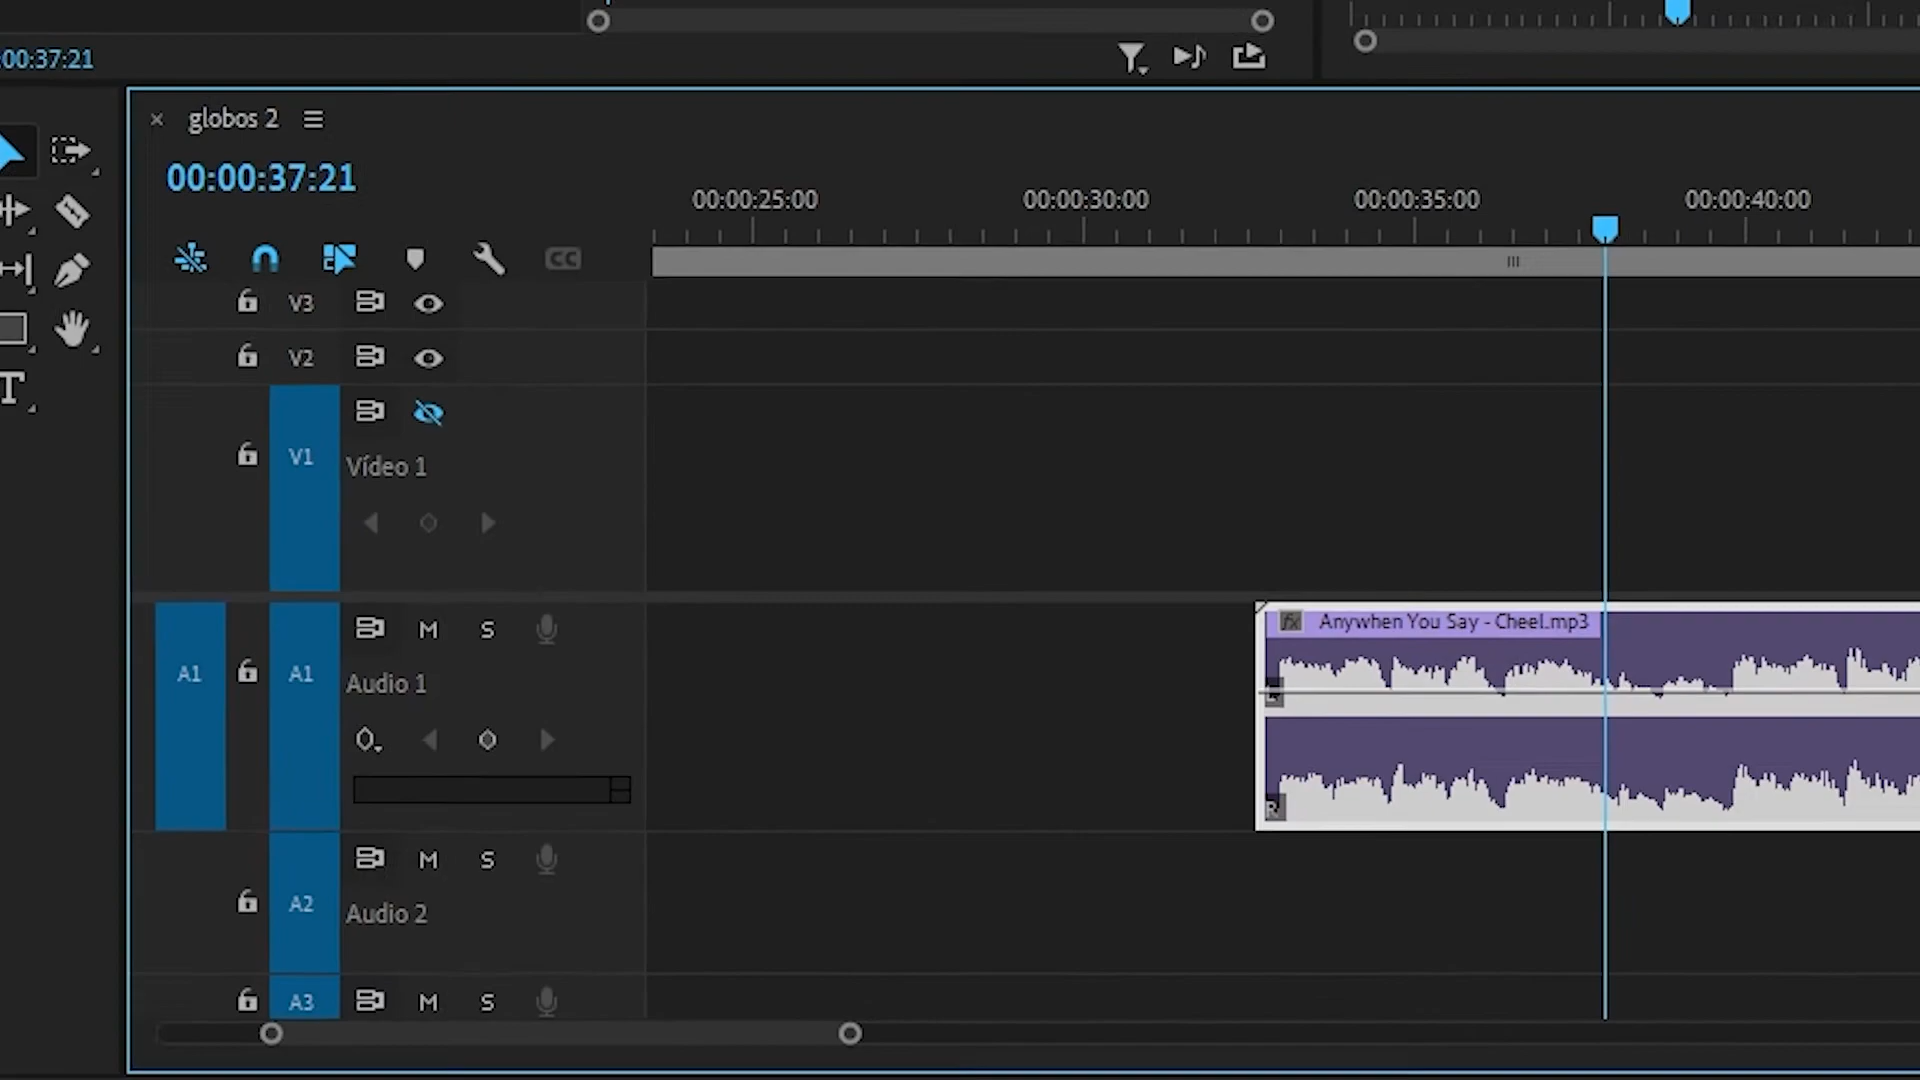 :00:37:21
globos 2
00:00:37:21
00:00:25:00
00:00:30:00
00:00:35:00
00:00:40:00
CC
V3
V2
V1
Vídeo 1
fx Anywhen You Say - Cheel.mp3
A1
A1
M
S
Audio 1
L
R
T
A2
M
S
Audio 2
A3
M
S